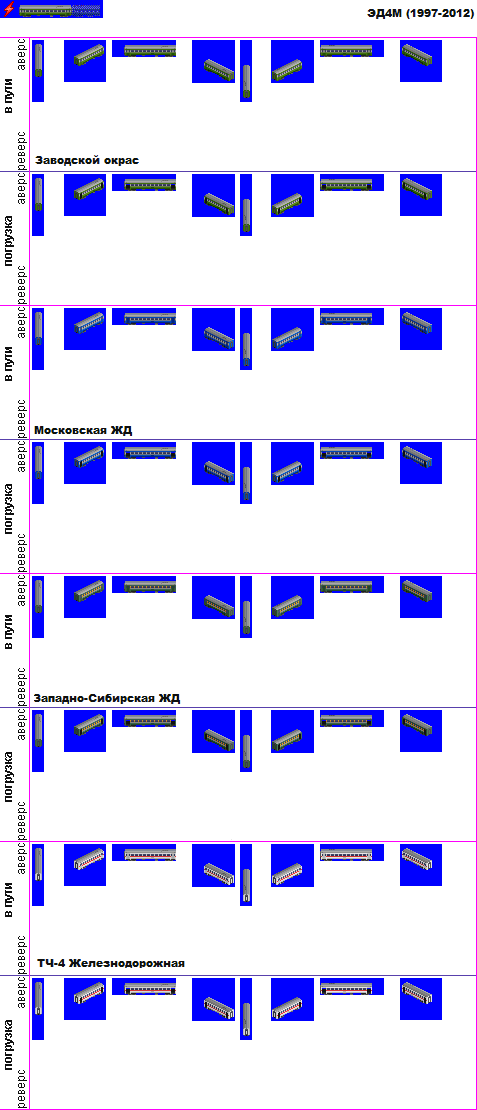 ЭД4М (1997-2012)
аверс
в пути
реверс
Заводской окрас
аверс
погрузка
реверс
аверс
в пути
реверс
Московская ЖД
аверс
погрузка
реверс
аверс
в пути
реверс
Западно-Сибирская ЖД
аверс
погрузка
реверс
аверс
в пути
реверс
ТЧ-4 Железнодорожная
аверс
погрузка
реверс